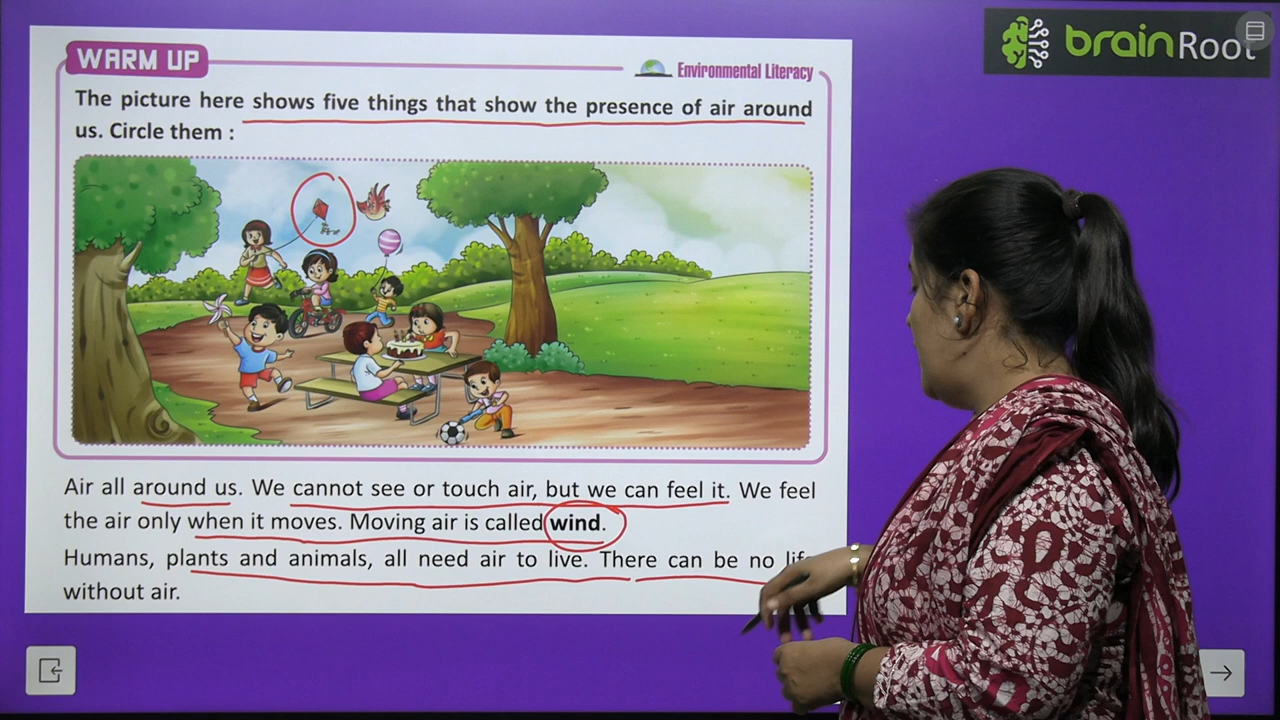 WARM UP
Environmental Literacy
The picture here shows five things that show the presence of air around
us. Circle them :
Air all around us. We cannot see or touch air, but we can feel it. We feel
the air only when it moves. Moving air is called wind.
Humans, plants and animals, all need air to live. There can be no
without air.
brainRoot